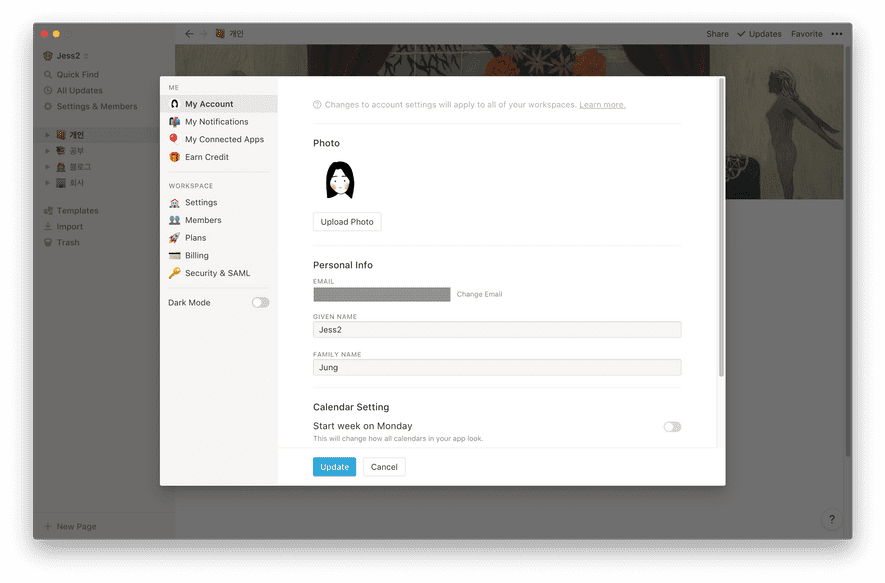 Jess2
Quick Find
All Updates
Settings & Members
개인
공부
블로그
회사
Templates
Import
Trash
New Page
개인
Share
Updates
Favorite
ME
My Account
My Notifications
My Connected Apps
Earn Credit
WORKSPACE
Settings
Members
Plans
Billing
Security & SAML
Dark Mode
Changes to account settings will apply to all of your workspaces. Learn more.
Photo
Upload Photo
Personal Info
EMAIL
Change Email
GIVEN NAME
Jess2
FAMILY NAME
Jung
Calendar Setting
Start week on Monday
This will change how all calendars in your app look.
Update
Cancel
?